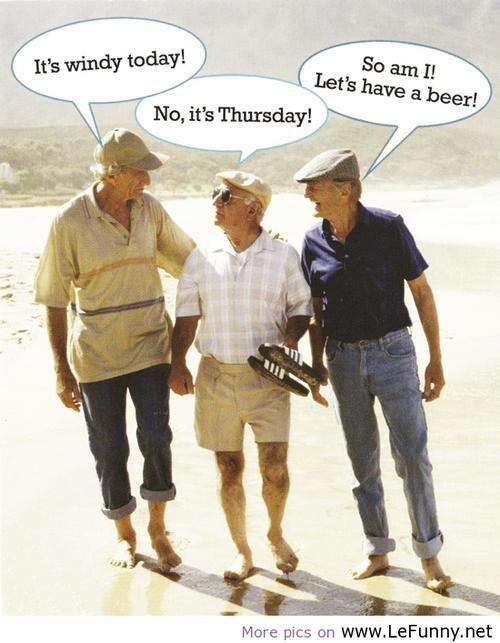 It's windy today!
No, it's Thursday!
So am I!
Let's have a beer!
More pics on www.LeFunny.net